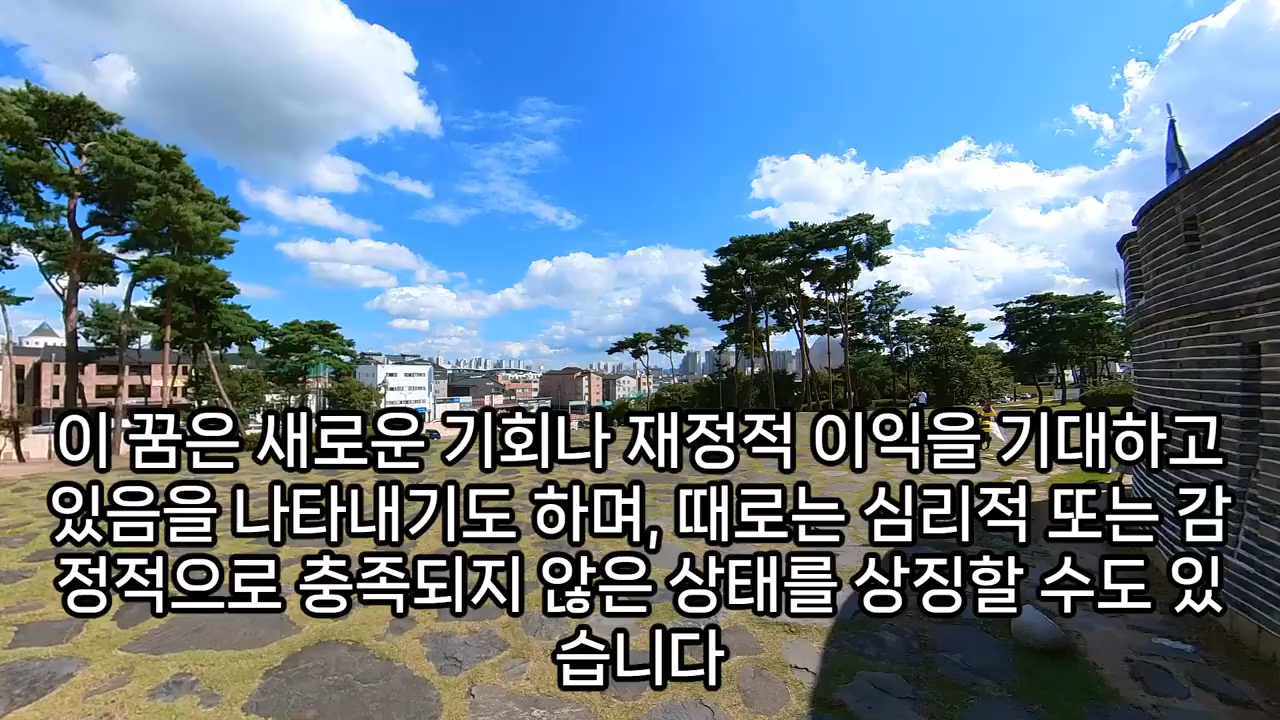 이 꿈은 새로운 기회나 재정적 이익을 기대하고
있음을 나타내기도 하며, 때로는 심리적 또는 감
정적으로 충족되지 않은 상태를 상징할 수도 있
습니다